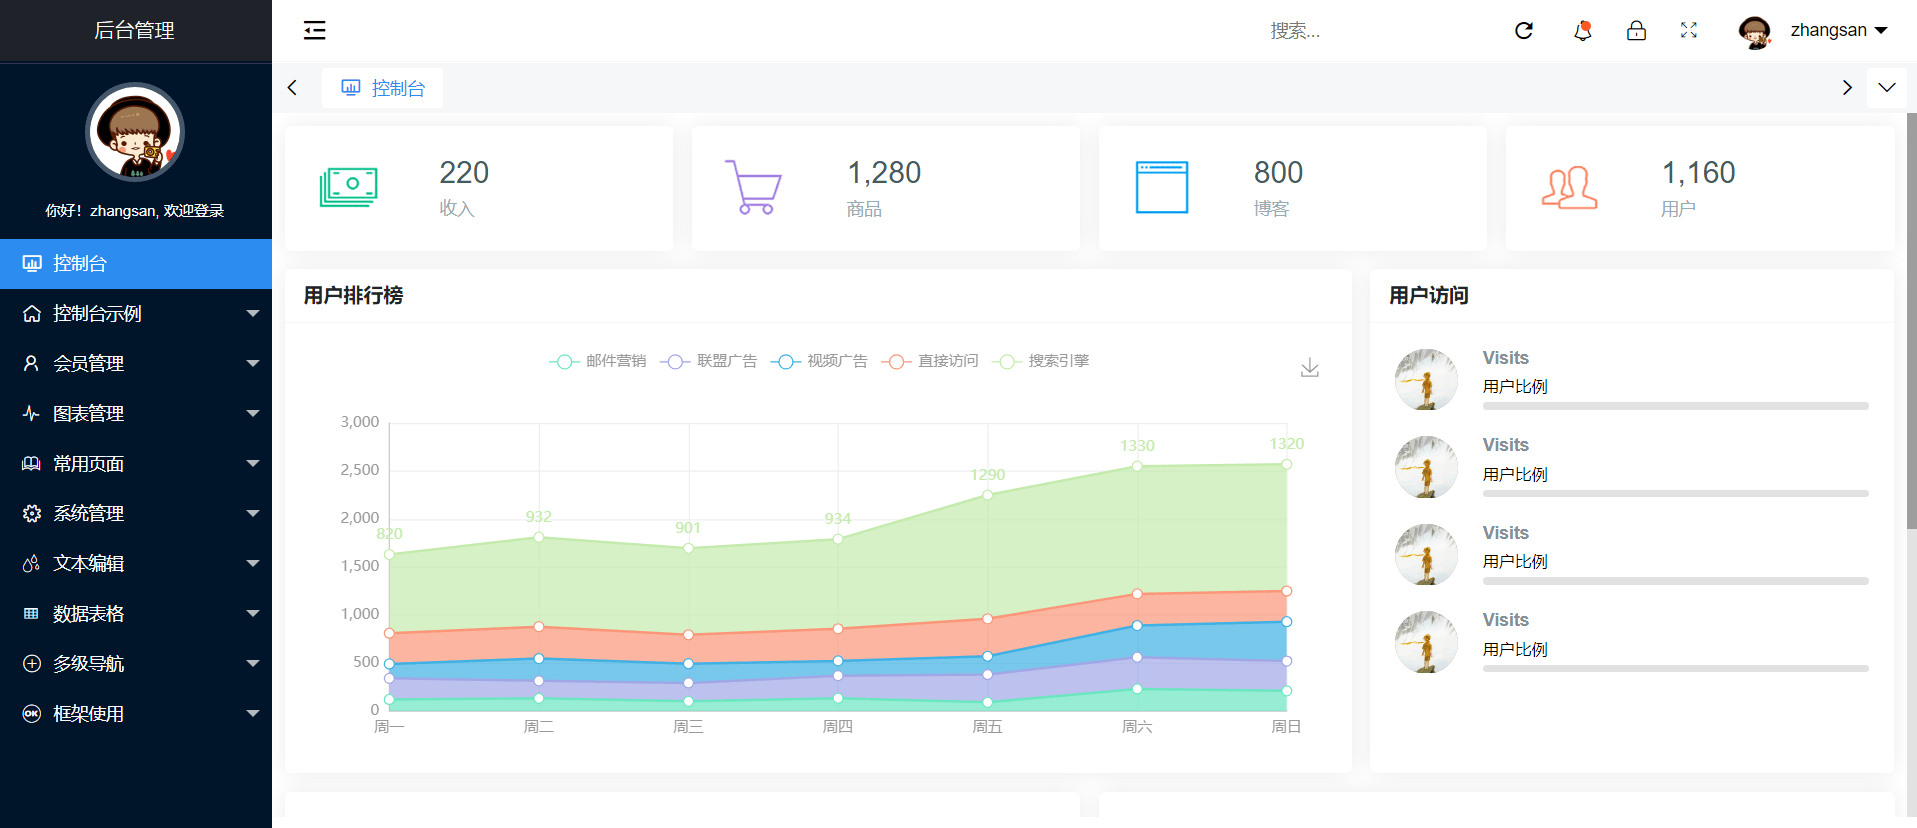 后台管理
搜索...
zhangsan
控制台
你好！zhangsan, 欢迎登录
控制台
控制台示例
会员管理
图表管理
常用页面
系统管理
文本编辑
数据表格
多级导航
OK
框架使用
220
收入
1,280
商品
800
博客
1,160
用户
用户排行榜
邮件营销 联盟广告 视频广告 直接访问 搜索引擎
3,000
2,500
2,000
1,500
1,000
500
0
820
932
901
934
1290
1330
1320
周一 周二 周三 周四 周五 周六 周日
用户访问
Visits
用户比例
Visits
用户比例
Visits
用户比例
Visits
用户比例